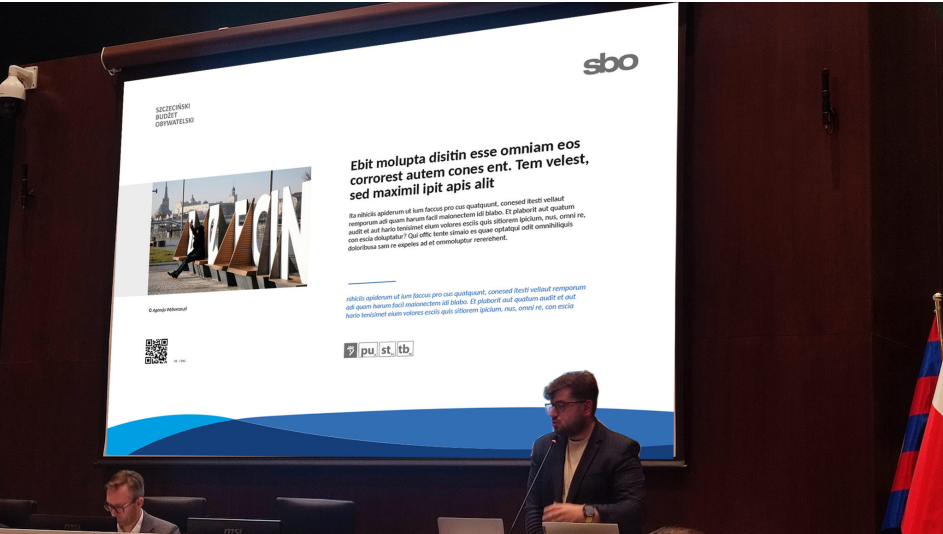 sbo
SZCZECIŃSKI
BUDŻET
OBYWATELSKI
Ebit molupta disitin esse omniam eos
corrorest autem cones ent. Tem velest,
sed maximil ipit apis alit
Ita nihiciis apiderum ut ium faccus pro cus quatquunt, conesed itesti vellaut
remporum adi quam harum facil maionectem idi blabo. Et plaborit aut quatum
audit et aut hario tenisimet eium volores esciis quis sitiorem ipicium, nus, omni re,
con escia doluptatur? Qui offic tente simaio es quae optatqui odit omnihiliquis
doloribusa sam re expeles ad et ommoluptur rererehent.
nihiciis apiderum ut ium faccus pro cus quatquunt, conesed itesti vellaut remporum
adi quam harum facil maionectem idi blabo. Et plaborit aut quatum audit et aut
hario tenisimet eium volores esciis quis sitiorem ipicium, nus, omni re, con escia
© Agencja
pu st tb
msi